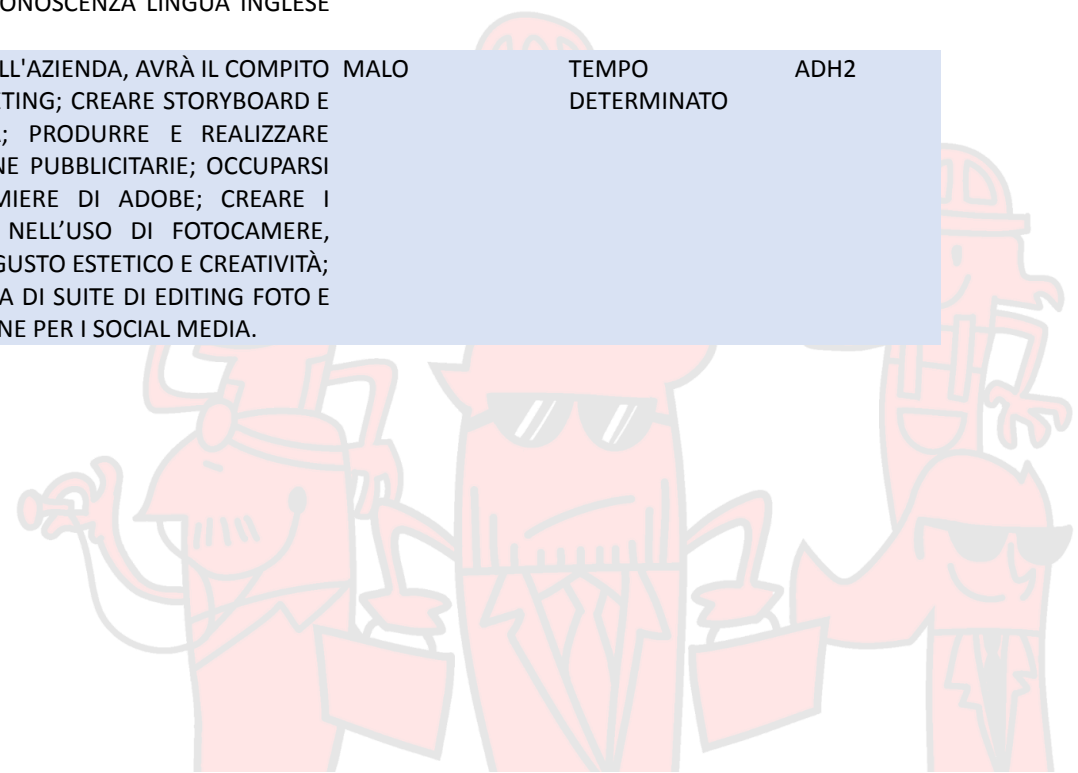 ONOSCENZA LINGUA INGLESE
LL'AZIENDA, AVRÀ IL COMPITO MALO TEMPO ADH2
TING; CREARE STORYBOARD E DETERMINATO
; PRODURRE E REALIZZARE
NE PUBBLICITARIE; OCCUPARSI
MIERE DI ADOBE; CREARE I
NELL’USO DI FOTOCAMERE,
GUSTO ESTETICO E CREATIVITÀ;
A DI SUITE DI EDITING FOTO E
NE PER I SOCIAL MEDIA.